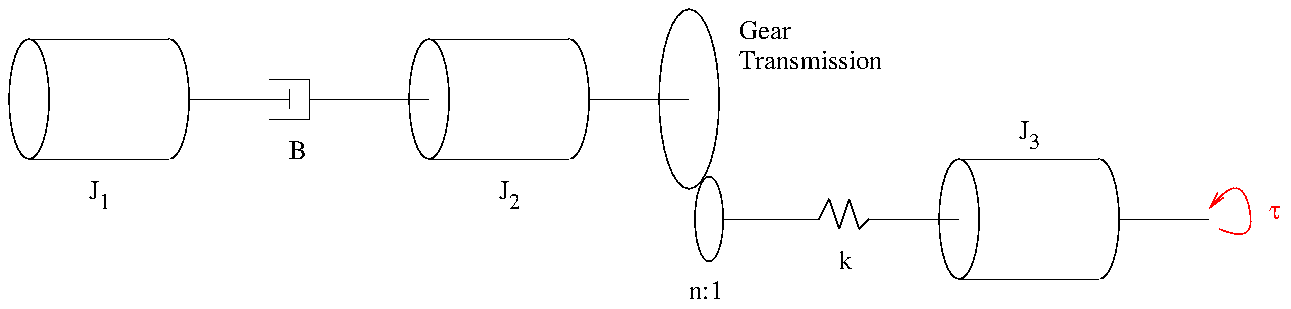 Gear
Transmission
B
J1
J2
J3
τ
k
n:1